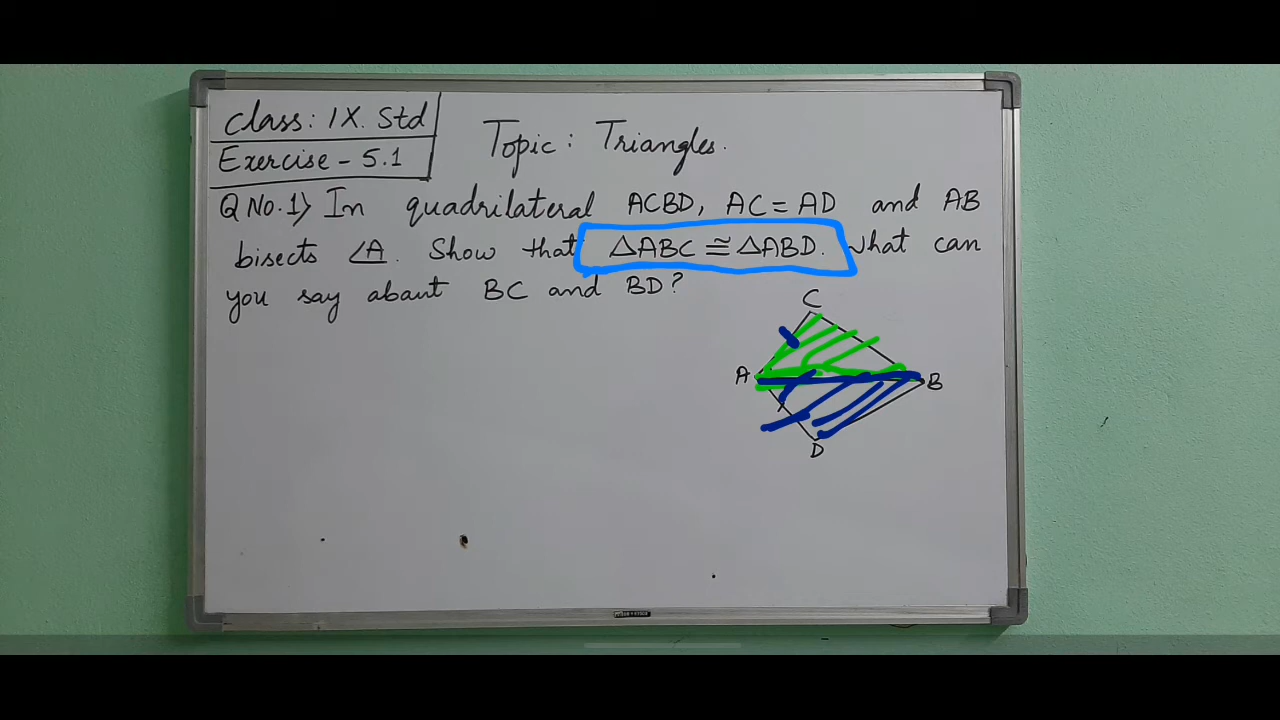 Class: IX. Std
Exercise - 5.1
Topic: Triangles.
Q No.1) In quadrilateral ACBD, AC = AD and AB
bisects ∠A. Show that △ABC ≅ △ABD. What can
you say about BC and BD?
C
A
B
D